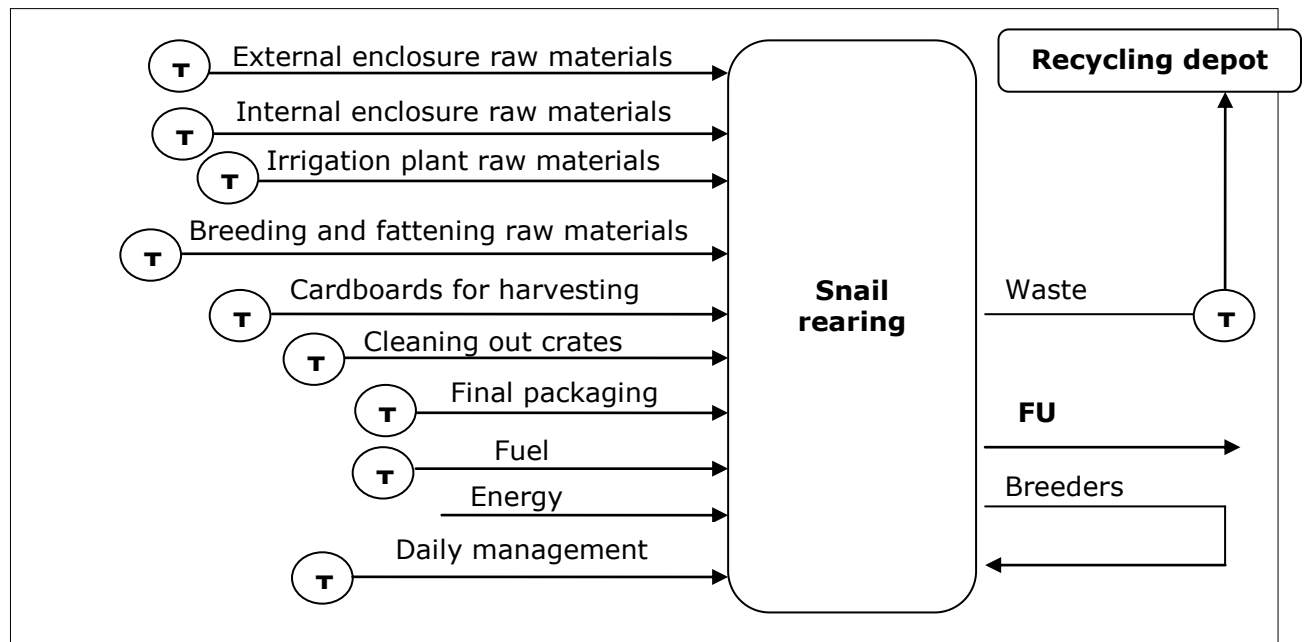 T
External enclosure raw materials
Recycling depot
T
Internal enclosure raw materials
T
Irrigation plant raw materials
T
Breeding and fattening raw materials
T
Cardboards for harvesting
Snail
rearing
Waste
T
T
Cleaning out crates
T
Final packaging
FU
T
Fuel
Energy
Breeders
T
Daily management